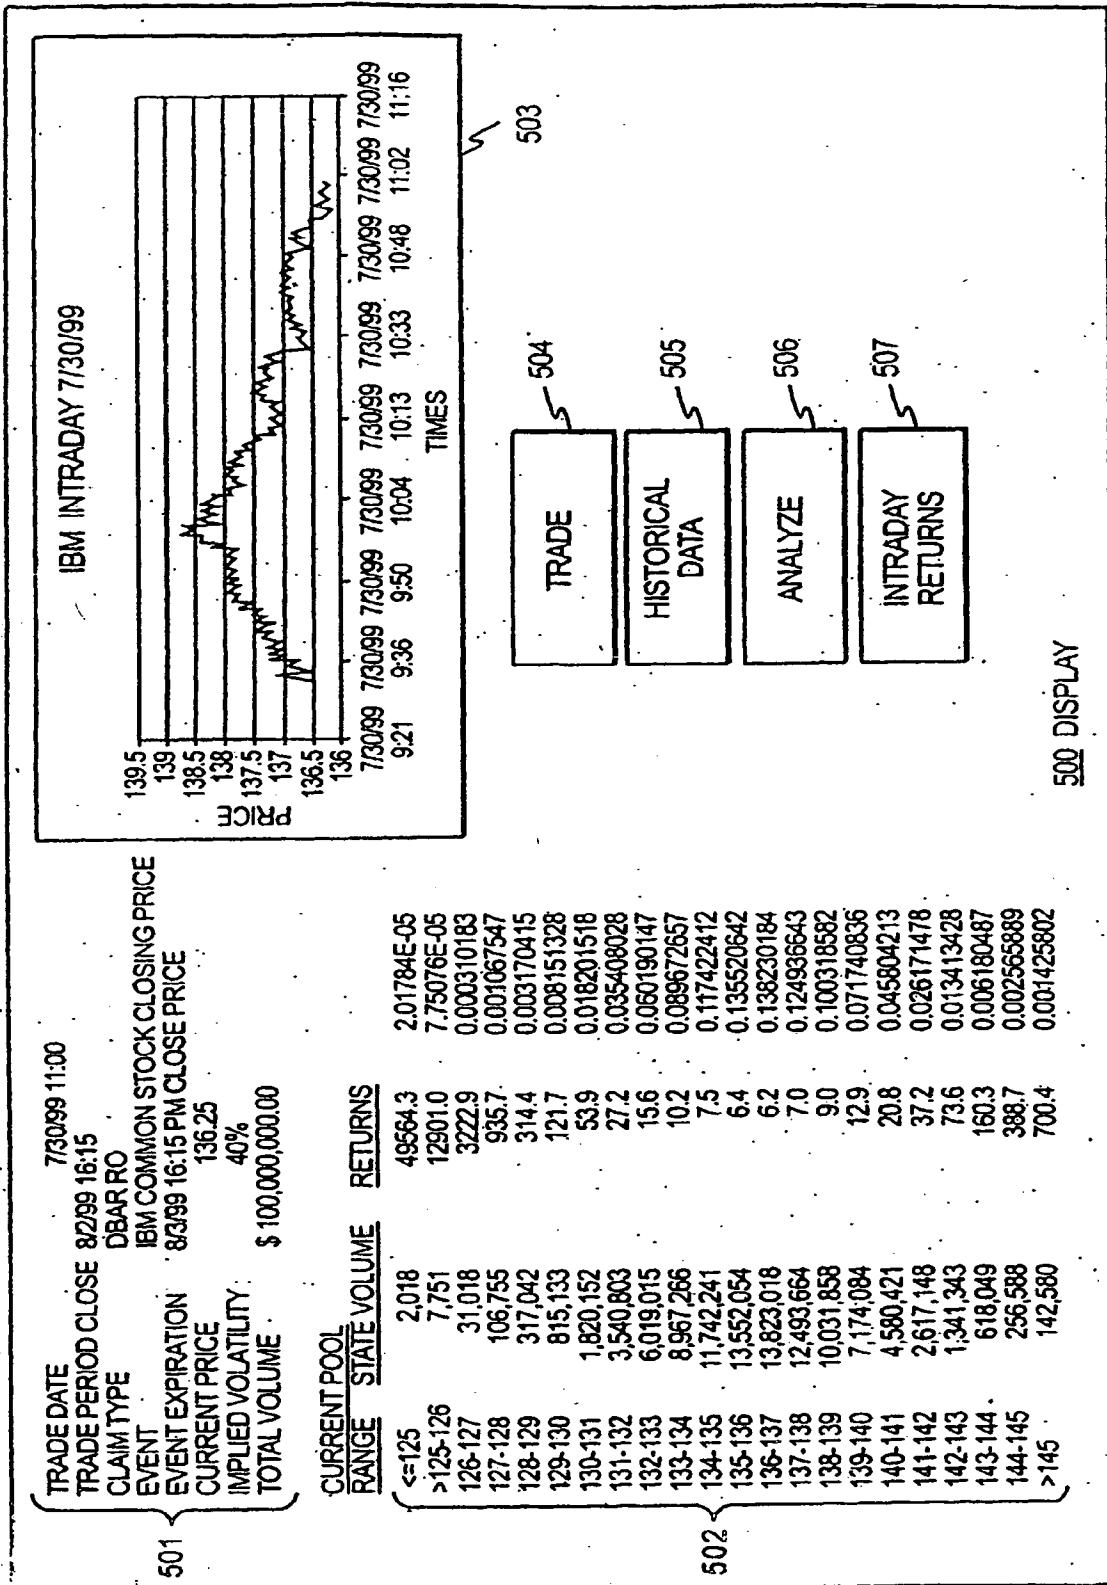 TRADE DATE 7/30/99 11:00
TRADE PERIOD CLOSE 8/2/99 16:15
CLAIM TYPE DBAR RO
EVENT IBM COMMON STOCK CLOSING PRICE
EVENT EXPIRATION 8/3/99 16:15 PM CLOSE PRICE
CURRENT PRICE 136.25
IMPLIED VOLATILITY 40%
TOTAL VOLUME $ 100,000,000.00
501
CURRENT POOL
RANGE STATE VOLUME RETURNS
<=125 2,018 49564.3 2.01784E-05
>125-126 7,751 12901.0 7.75076E-05
126-127 31,018 3222.9 0.000310183
127-128 106,755 935.7 0.001067547
128-129 317,042 314.4 0.003170415
129-130 815,133 121.7 0.008151328
130-131 1,820,152 53.9 0.018201518
131-132 3,540,803 27.2 0.035408028
132-133 6,019,015 15.6 0.060190147
133-134 8,967,266 10.2 0.089672657
134-135 11,742,241 7.5 0.117422412
135-136 13,552,054 6.4 0.135520642
136-137 13,823,018 6.2 0.138230184
137-138 12,493,664 7.0 0.124936643
138-139 10,031,858 9.0 0.100318582
139-140 7,174,084 12.9 0.071740836
140-141 4,580,421 20.8 0.045804213
141-142 2,617,148 37.2 0.026171478
142-143 1,341,343 73.6 0.013413428
143-144 618,049 160.3 0.006180487
144-145 256,588 388.7 0.002565889
>145 142,580 700.4 0.001425802
502
IBM INTRADAY 7/30/99
139.5
139
138.5
138
137.5
137
136.5
136
PRICE
7/30/99 7/30/99 7/30/99 7/30/99 7/30/99 7/30/99 7/30/99 7/30/99 7/30/99
9:21 9:36 9:50 10:04 10:13 10:33 10:48 11:02 11:16
TIMES
503
TRADE
504
HISTORICAL
DATA
505
ANALYZE
506
INTRADAY
RETURNS
507
500 DISPLAY